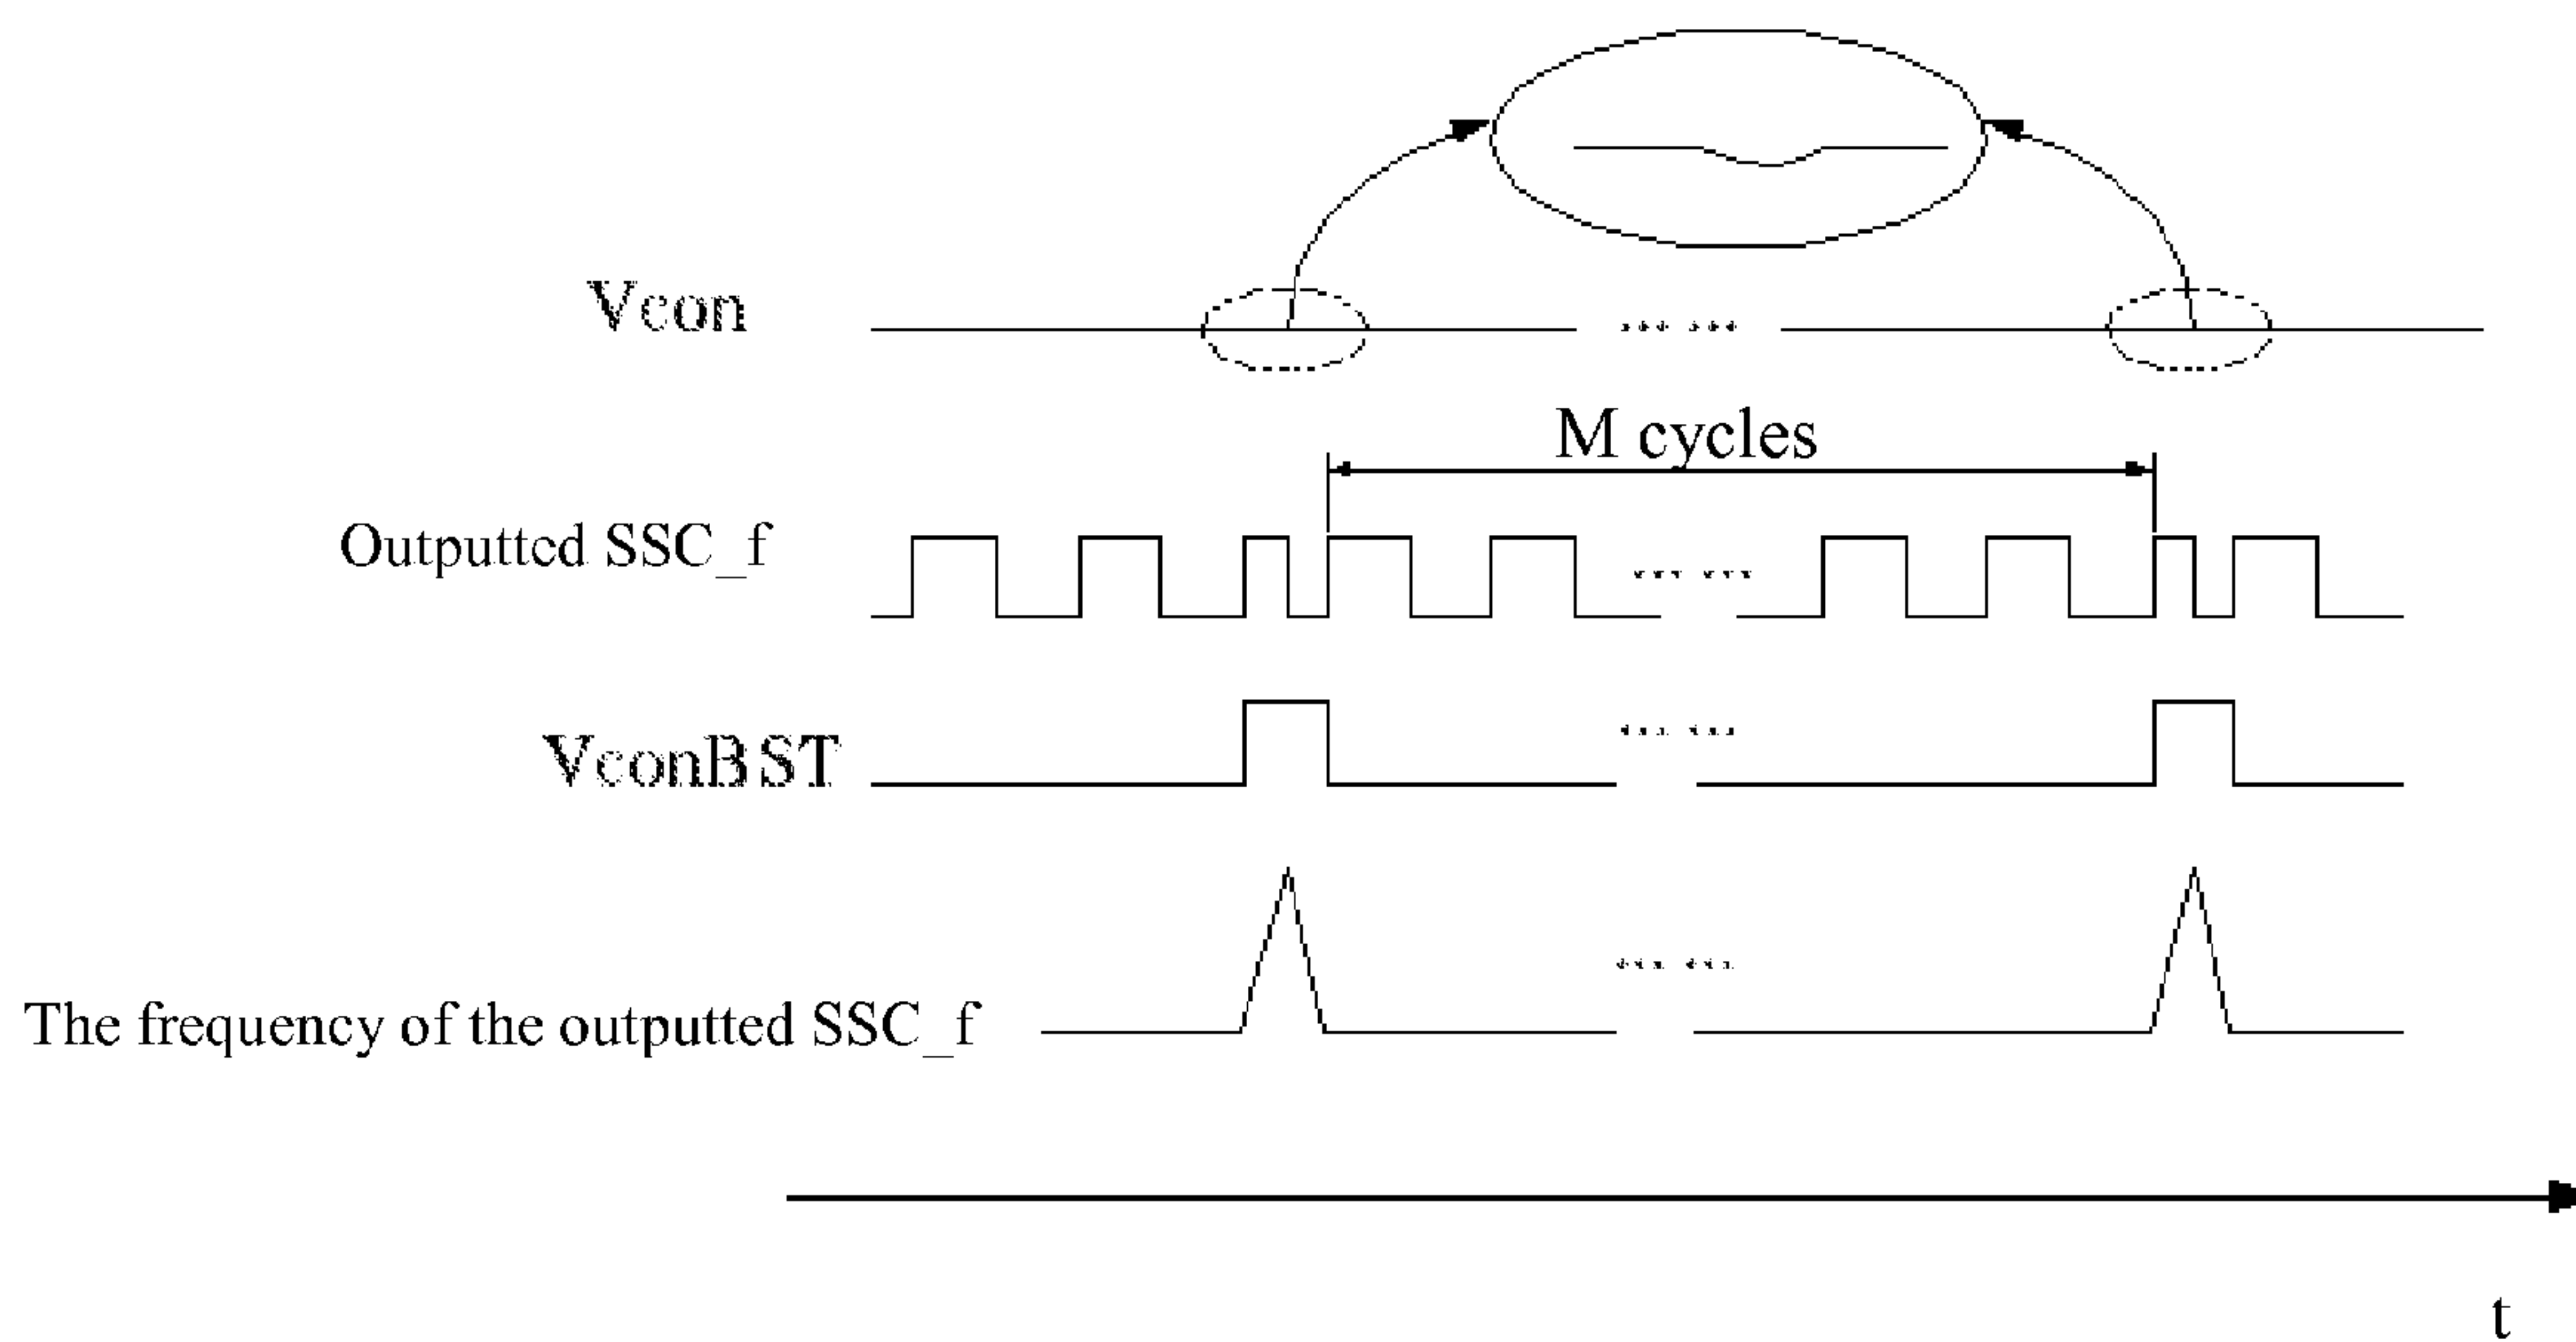 Vcon
M cycles
Outputted SSC_f
VconBST
The frequency of the outputted SSC_f
t